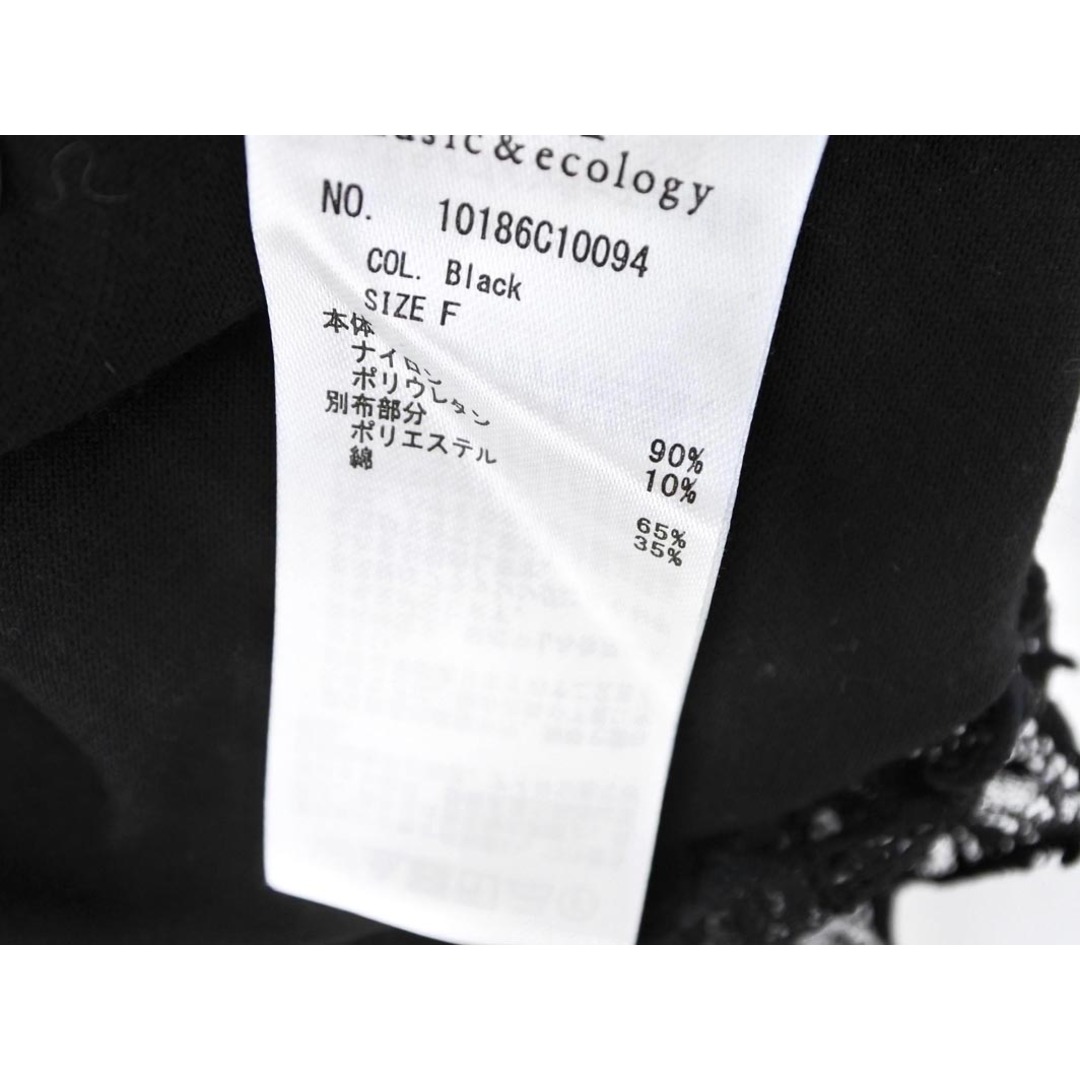 &ecology
NO. 10186C10094
COL. Black
SIZE F
本体
ナイロン 90%
ポリウレタン 10%
別布部分
ポリエステル 65%
綿 35%